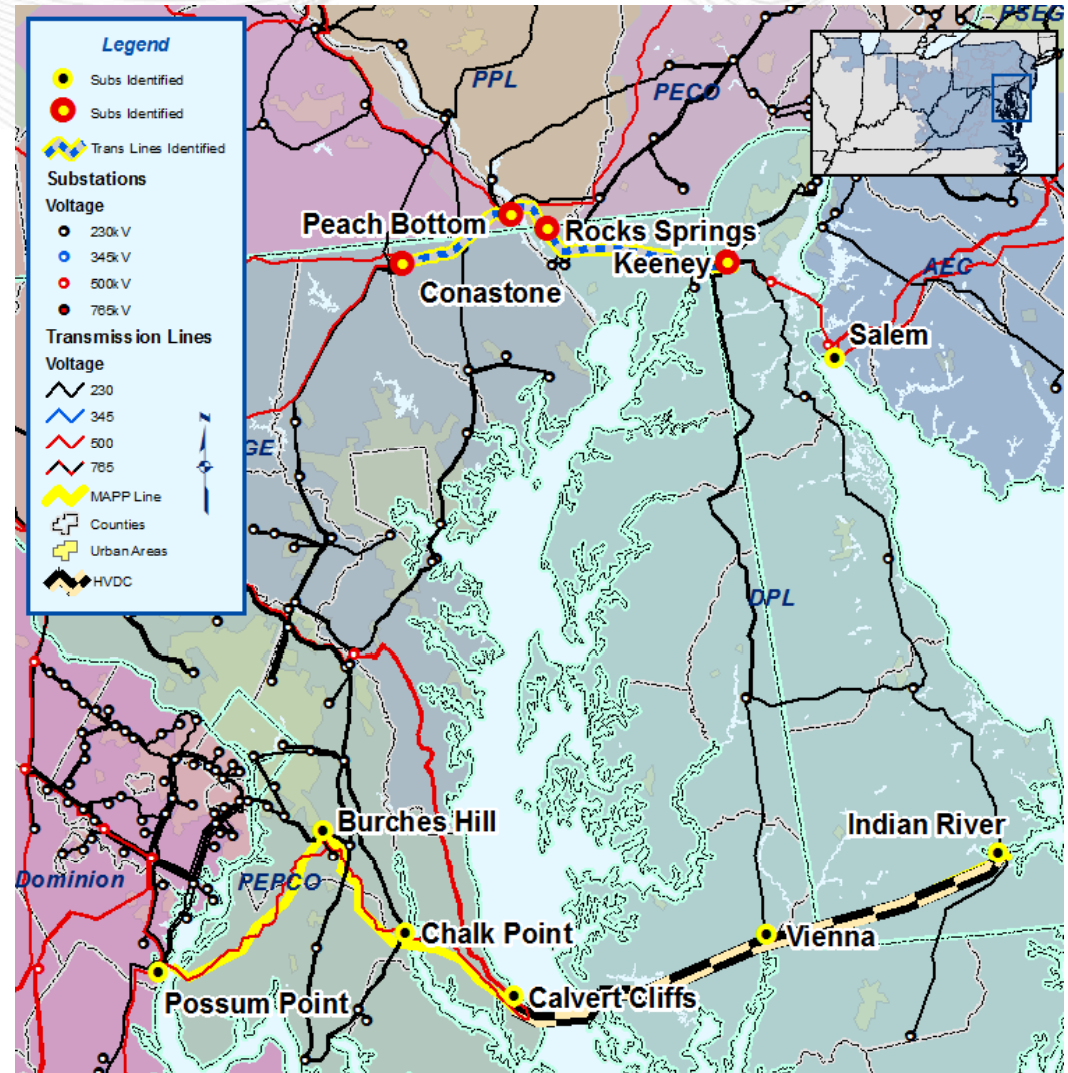 Legend
Subs Identified
Subs Identified
Trans Lines Identified
Substations
Voltage
230kV
345kV
500kV
765kV
Transmission Lines
Voltage
230
345
500
765
MAPP Line
Counties
Urban Areas
HVDC
N
PSEG
PPL
PECO
Peach Bottom
Rocks Springs
Keeney
Conastone
AEC
Salem
GE
DPL
Burches Hill
Indian River
Dominion
PEPCO
Chalk Point
Vienna
Possum Point
Calvert Cliffs